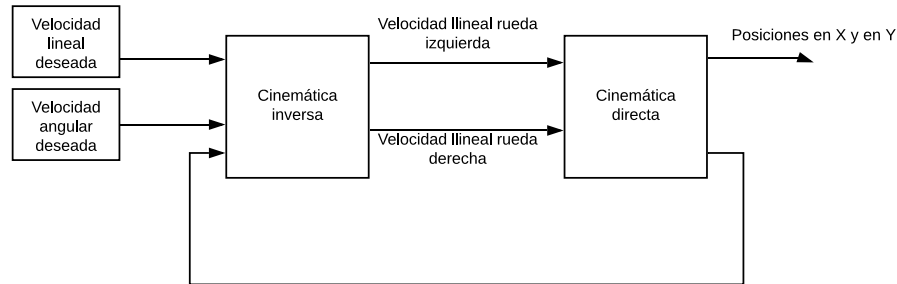 Velocidad
lineal
deseada
Velocidad
angular
deseada
Cinemática
inversa
Velocidad llineal rueda
izquierda
Velocidad llineal rueda
derecha
Cinemática
directa
Posiciones en X y en Y